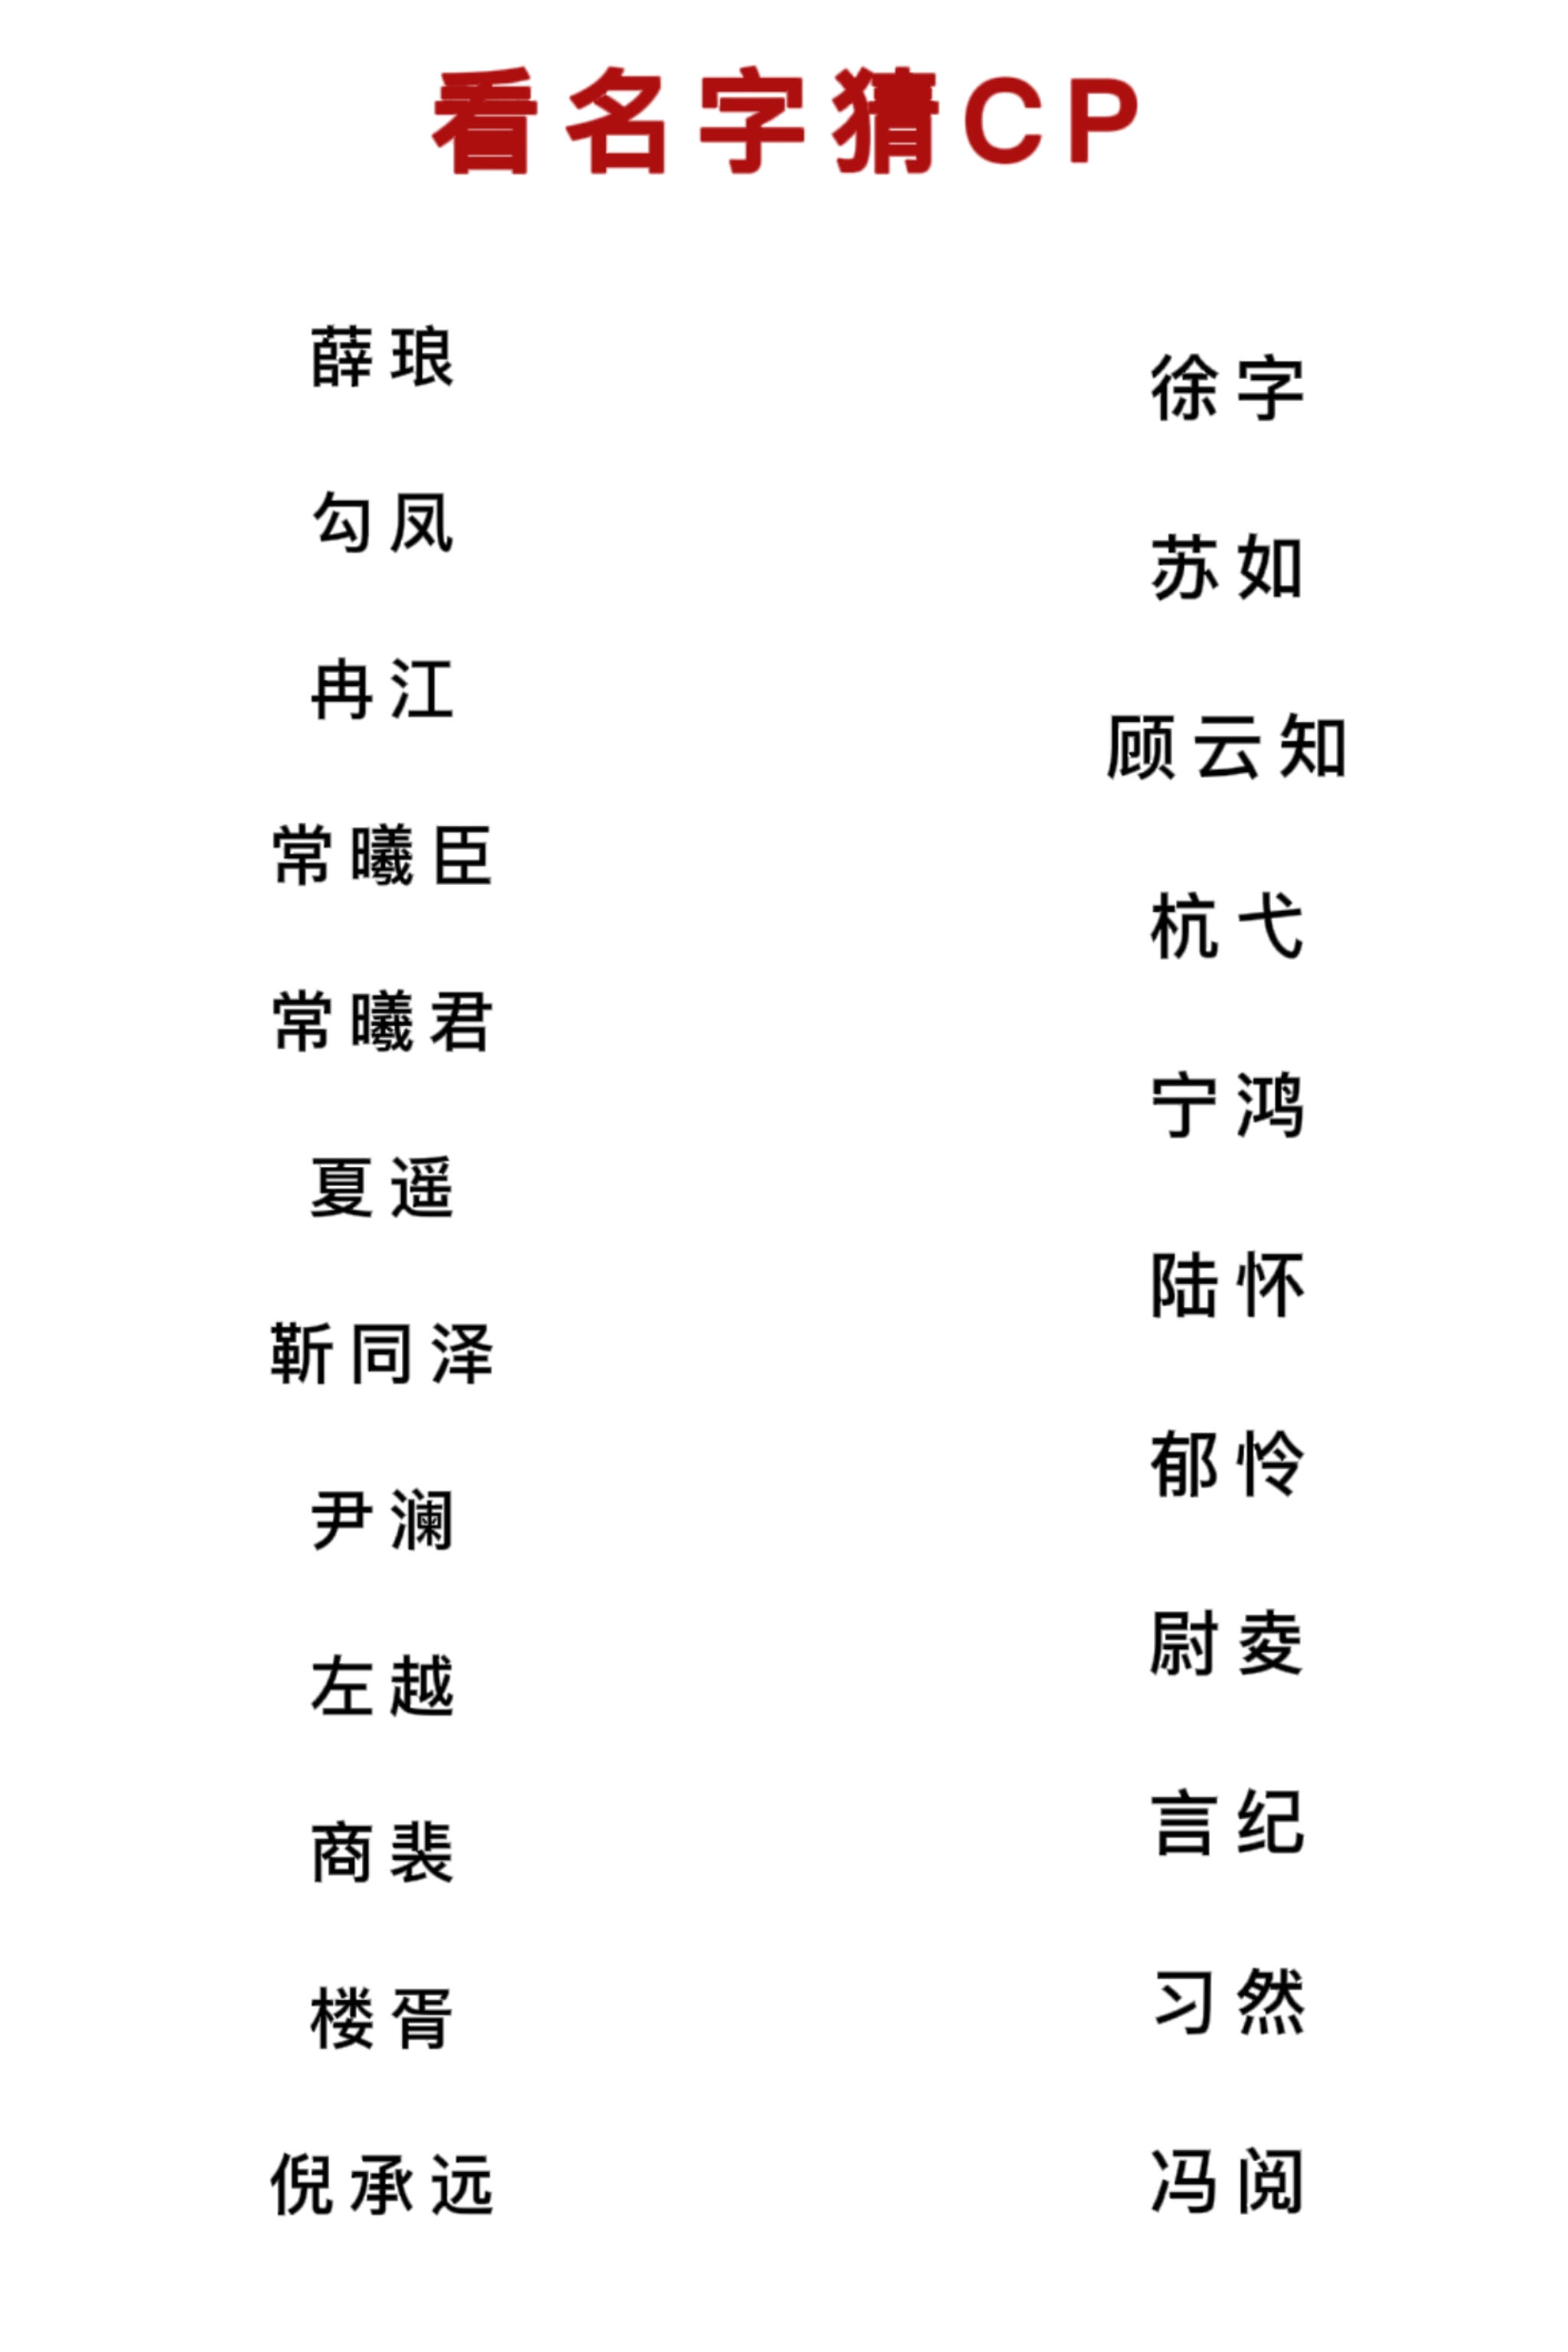 看名字猜CP
薛琅
勾凤
冉江
常曦臣
常曦君
夏遥
靳同泽
尹澜
左越
商裴
楼胥
倪承远
徐字
苏如
顾云知
杭弋
宁鸿
陆怀
郁怜
尉夌
言纪
习然
冯阅